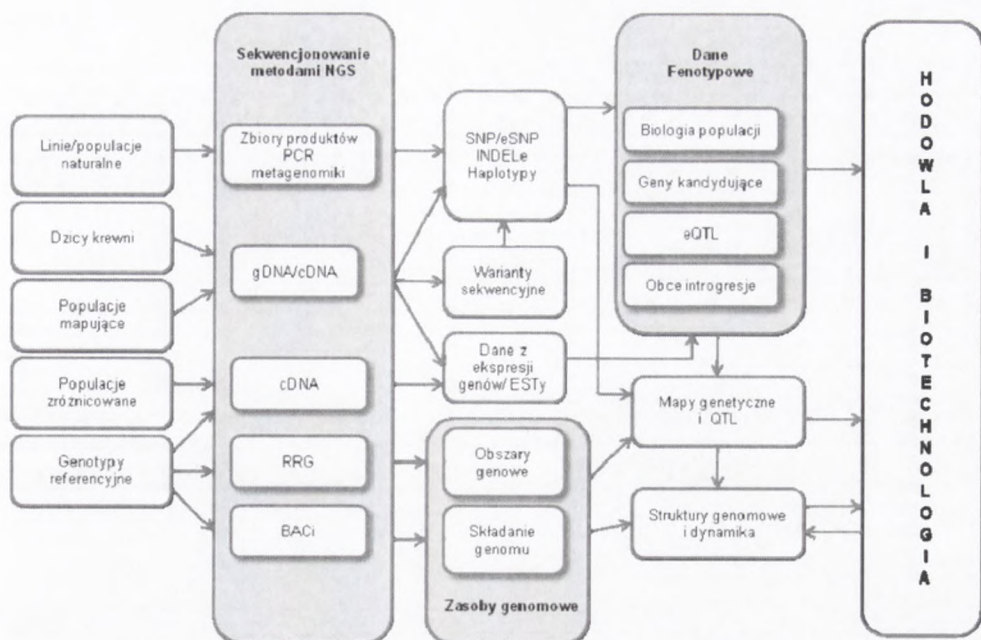 Linie/populacje
naturalne
Dzicy krewni
Populacje
mapujące
Populacje
zróżnicowane
Genotypy
referencyjne
Sekwencjonowanie
metodami NGS
Zbiory produktów
PCR
metagenomiki
gDNA/cDNA
cDNA
RRG
BACi
SNP/eSNP
INDELe
Haplotypy
Warianty
sekwencyjne
Dane z
ekspresji
genów/ ESTy
Obszary
genowe
Składanie
genomu
Zasoby genomowe
Dane
Fenotypowe
Biologia populacji
Geny kandydujące
eQTL
Obce introgresje
Mapy genetyczne
i QTL
Struktury genomowe
i dynamika
HODOWLA I BIOTECHNOLOGIA